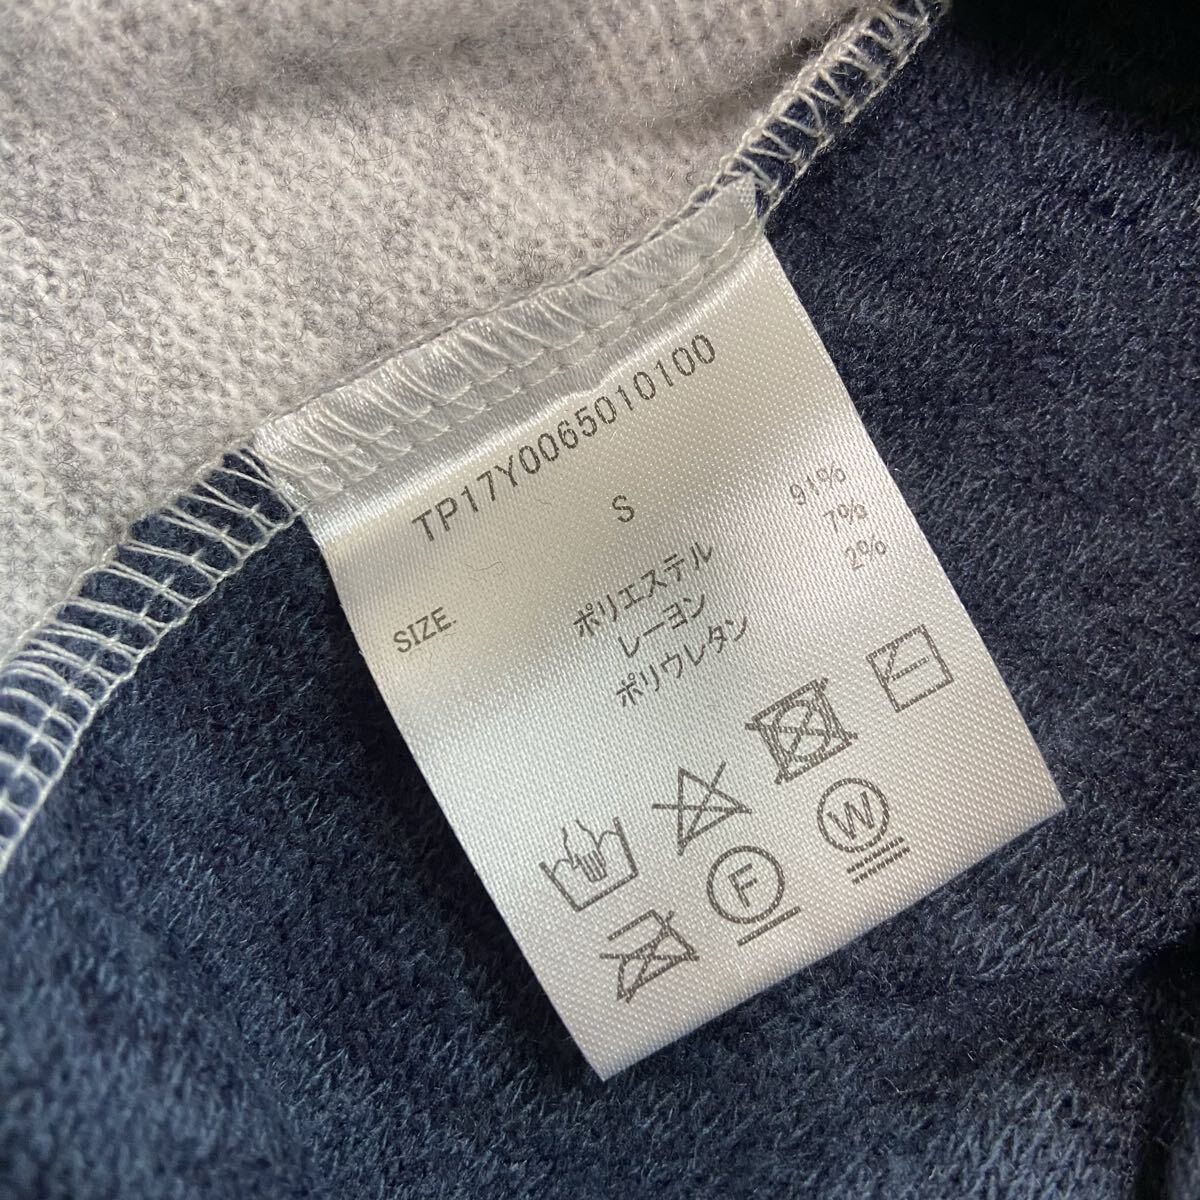 TP17Y0065010100
SIZE. S
ポリエステル 91%
レーヨン 7%
ポリウレタン 2%
W
F